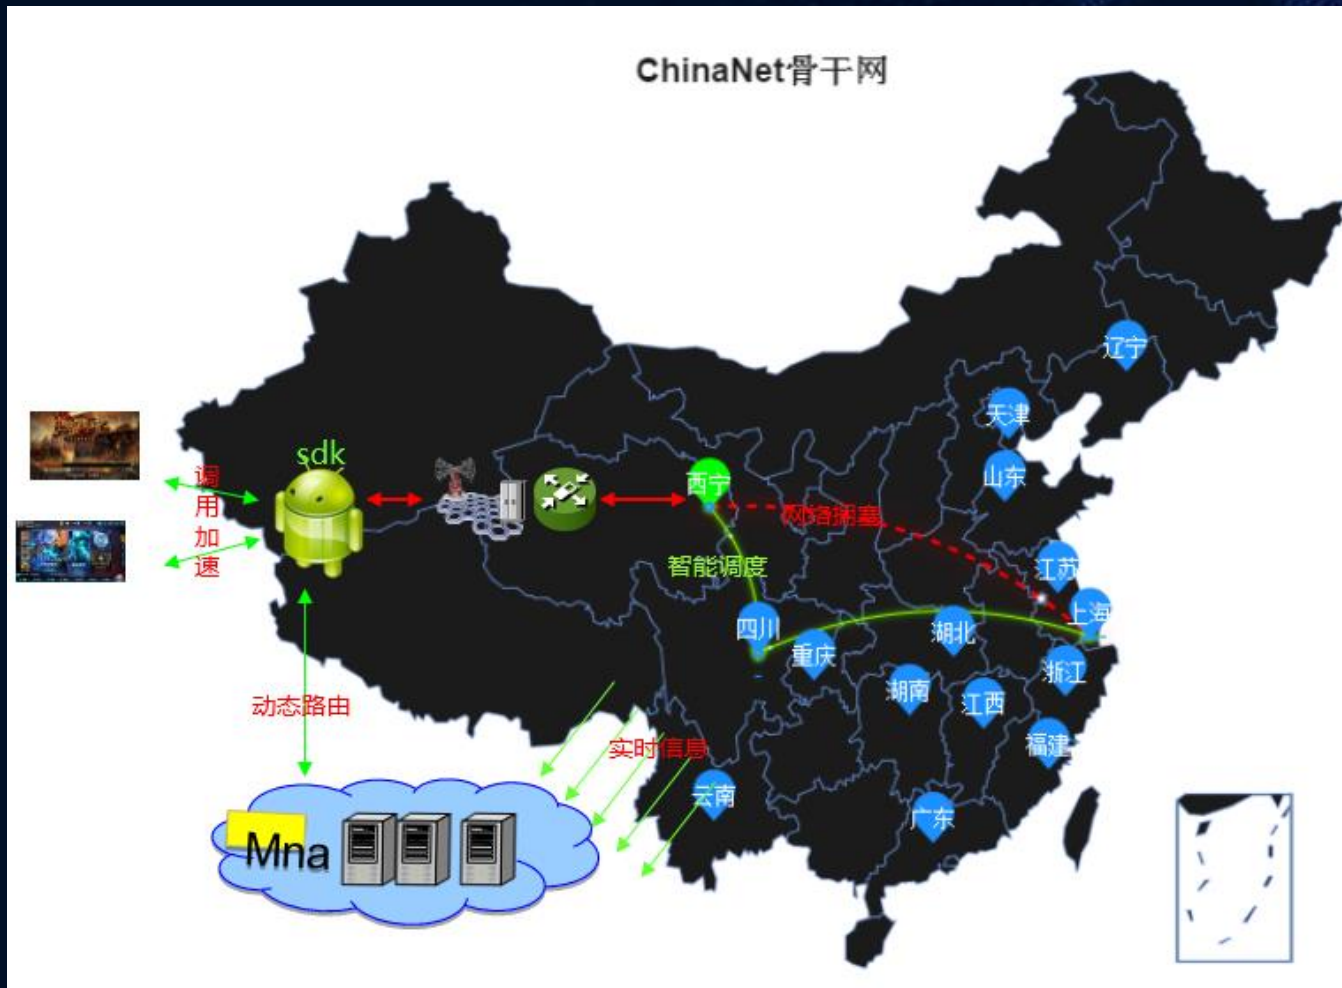 ChinaNet骨干网
辽宁
天津
山东
sdk
调用加速
西宁
网络拥塞
智能调度
江苏
上海
四川
重庆
湖北
浙江
湖南
江西
福建
动态路由
实时信息
云南
广东
Mna